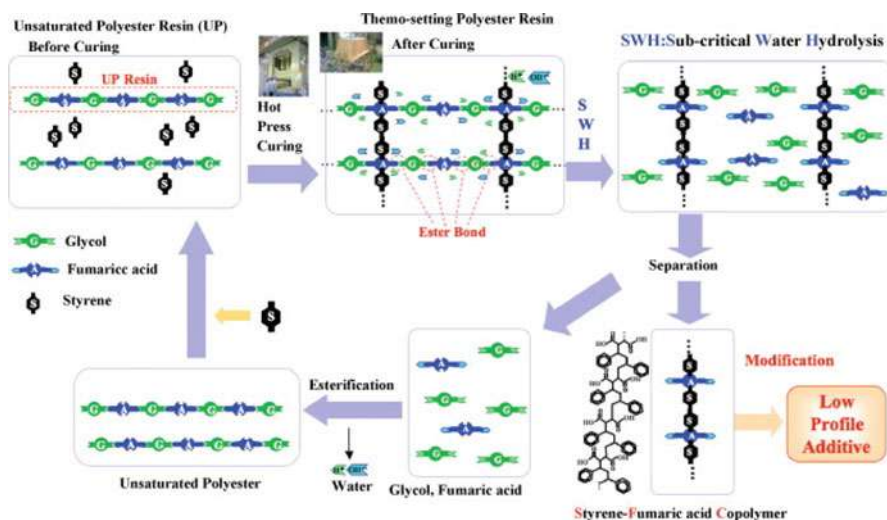 Unsaturated Polyester Resin (UP)
Before Curing
UP Resin
S
S
G A G A G
S S S S
G A G A G
S
Hot
Press
Curing
Themo-setting Polyester Resin
After Curing
H⁺ OH⁻
S S
G A G G A G
S S
S S
G A G G A G
S S
Ester Bond
S
W
H
SWH:Sub-critical Water Hydrolysis
S G G S
A A A
S G S
S G S
G A A A
S G G S G A
Separation
G Glycol
A Fumaricc acid
S Styrene
S
G A G A G
G A G A G A
Unsaturated Polyester
Esterification
H⁺ OH⁻
Water
G
A
G
G
A
G
G
Glycol, Fumaric acid
S
A
S
S
A
S
Styrene-Fumaric acid Copolymer
Modification
Low
Profile
Additive